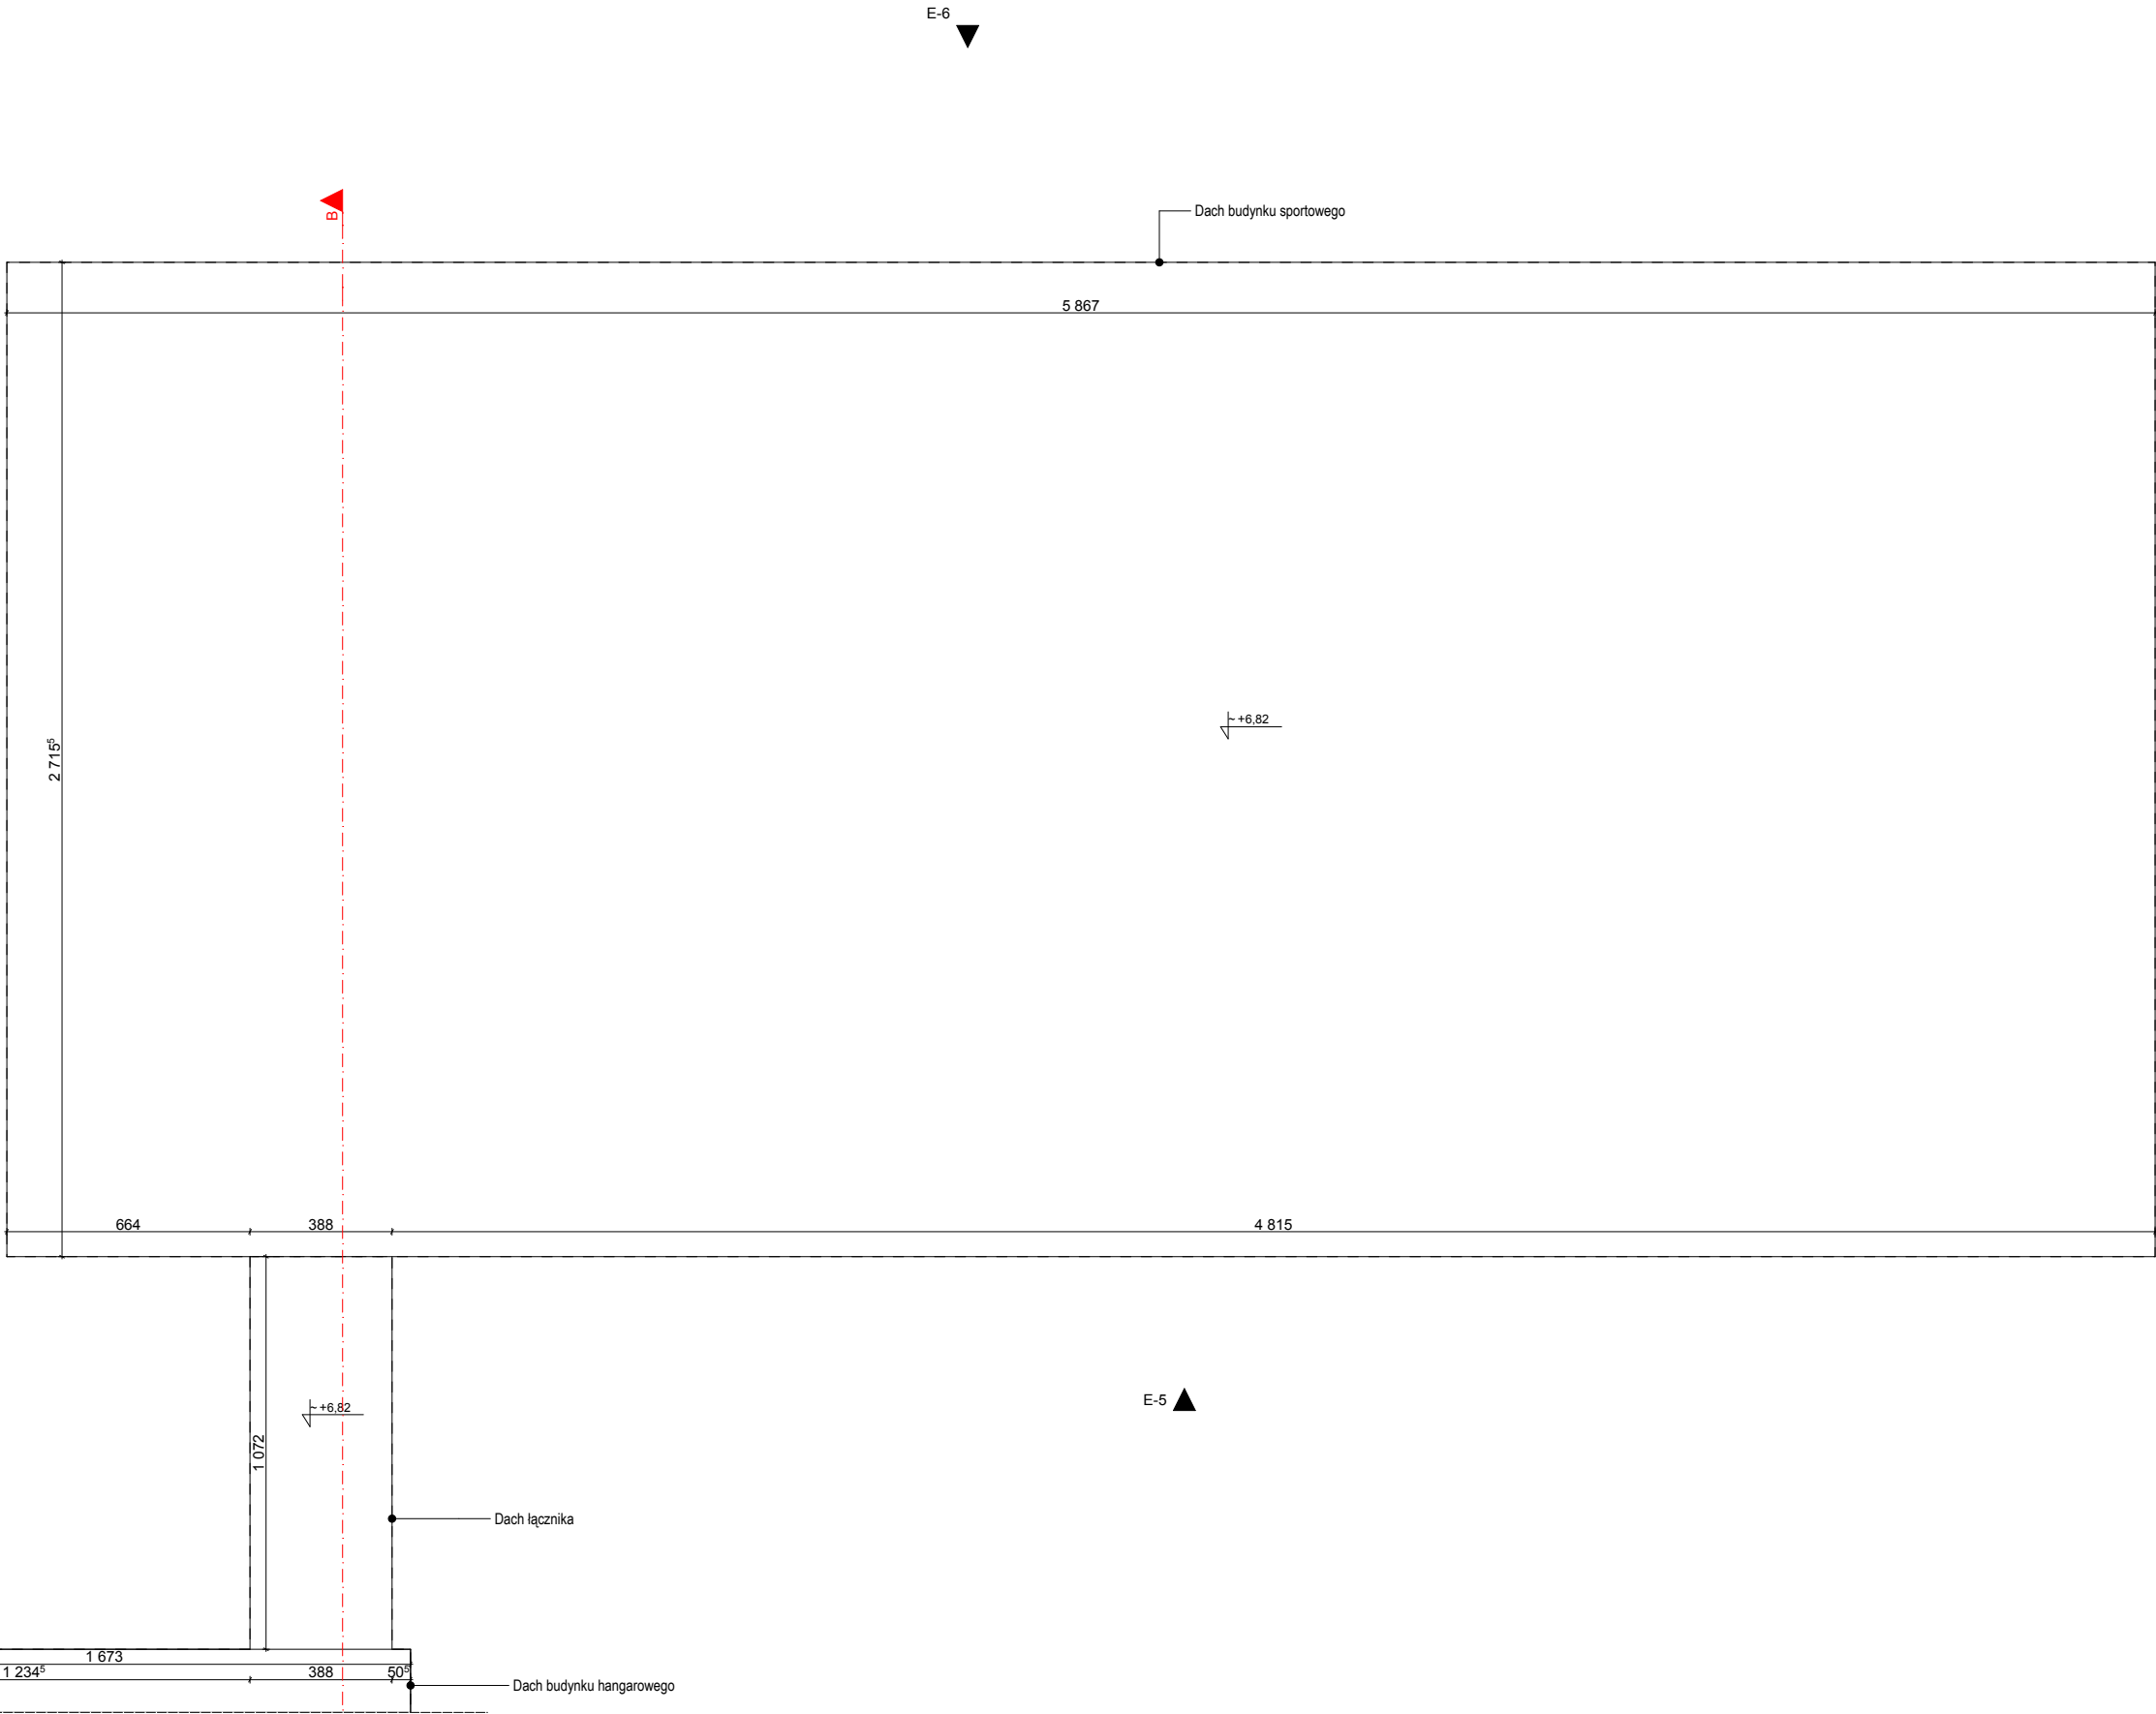 E-6
B
Dach budynku sportowego
5 867
2 715⁵
~ +6,82
664
388
4 815
~ +6,82
E-5
1 072
Dach łącznika
1 673
1 234⁵
388
50⁵
Dach budynku hangarowego